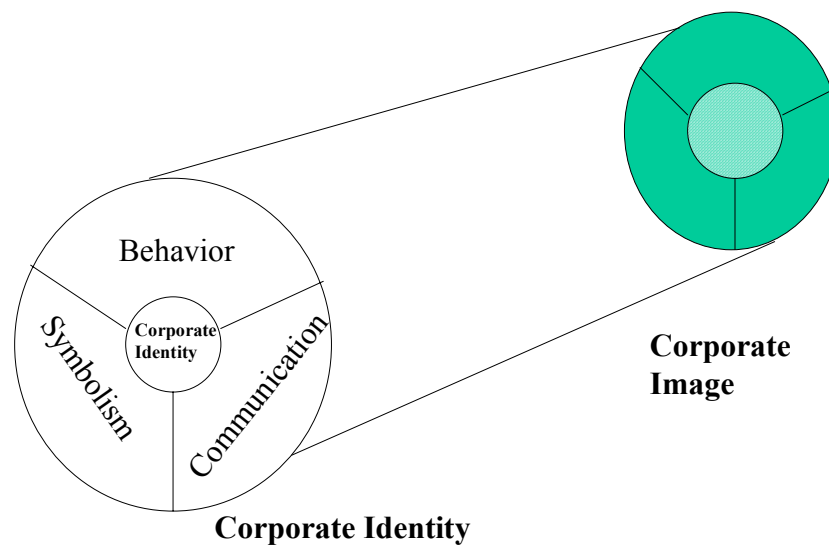 Behavior
Corporate
Identity
Symbolism
Communication
Corporate
Image
Corporate Identity